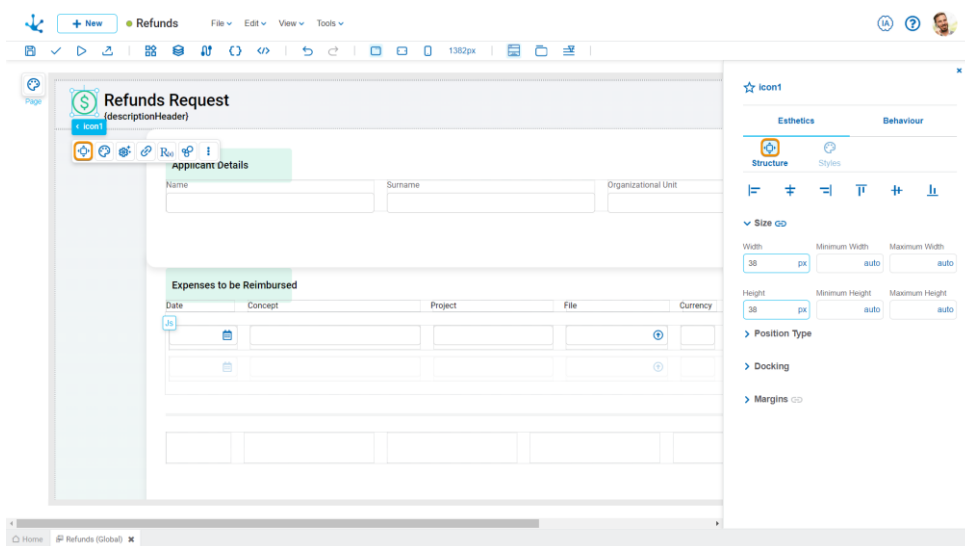 + New
Refunds
File
Edit
View
Tools
IA
?
1382px
Page
Refunds Request
{descriptionHeader}
icon1
Applicant Details
Name
Surname
Organizational Unit
Expenses to be Reimbursed
Date
Concept
Project
File
Currency
Js
icon1
Esthetics
Behaviour
Structure
Styles
Size
Width
Minimum Width
Maximum Width
38 px
auto
auto
Height
Minimum Height
Maximum Height
38 px
auto
auto
Position Type
Docking
Margins
Home
Refunds (Global)